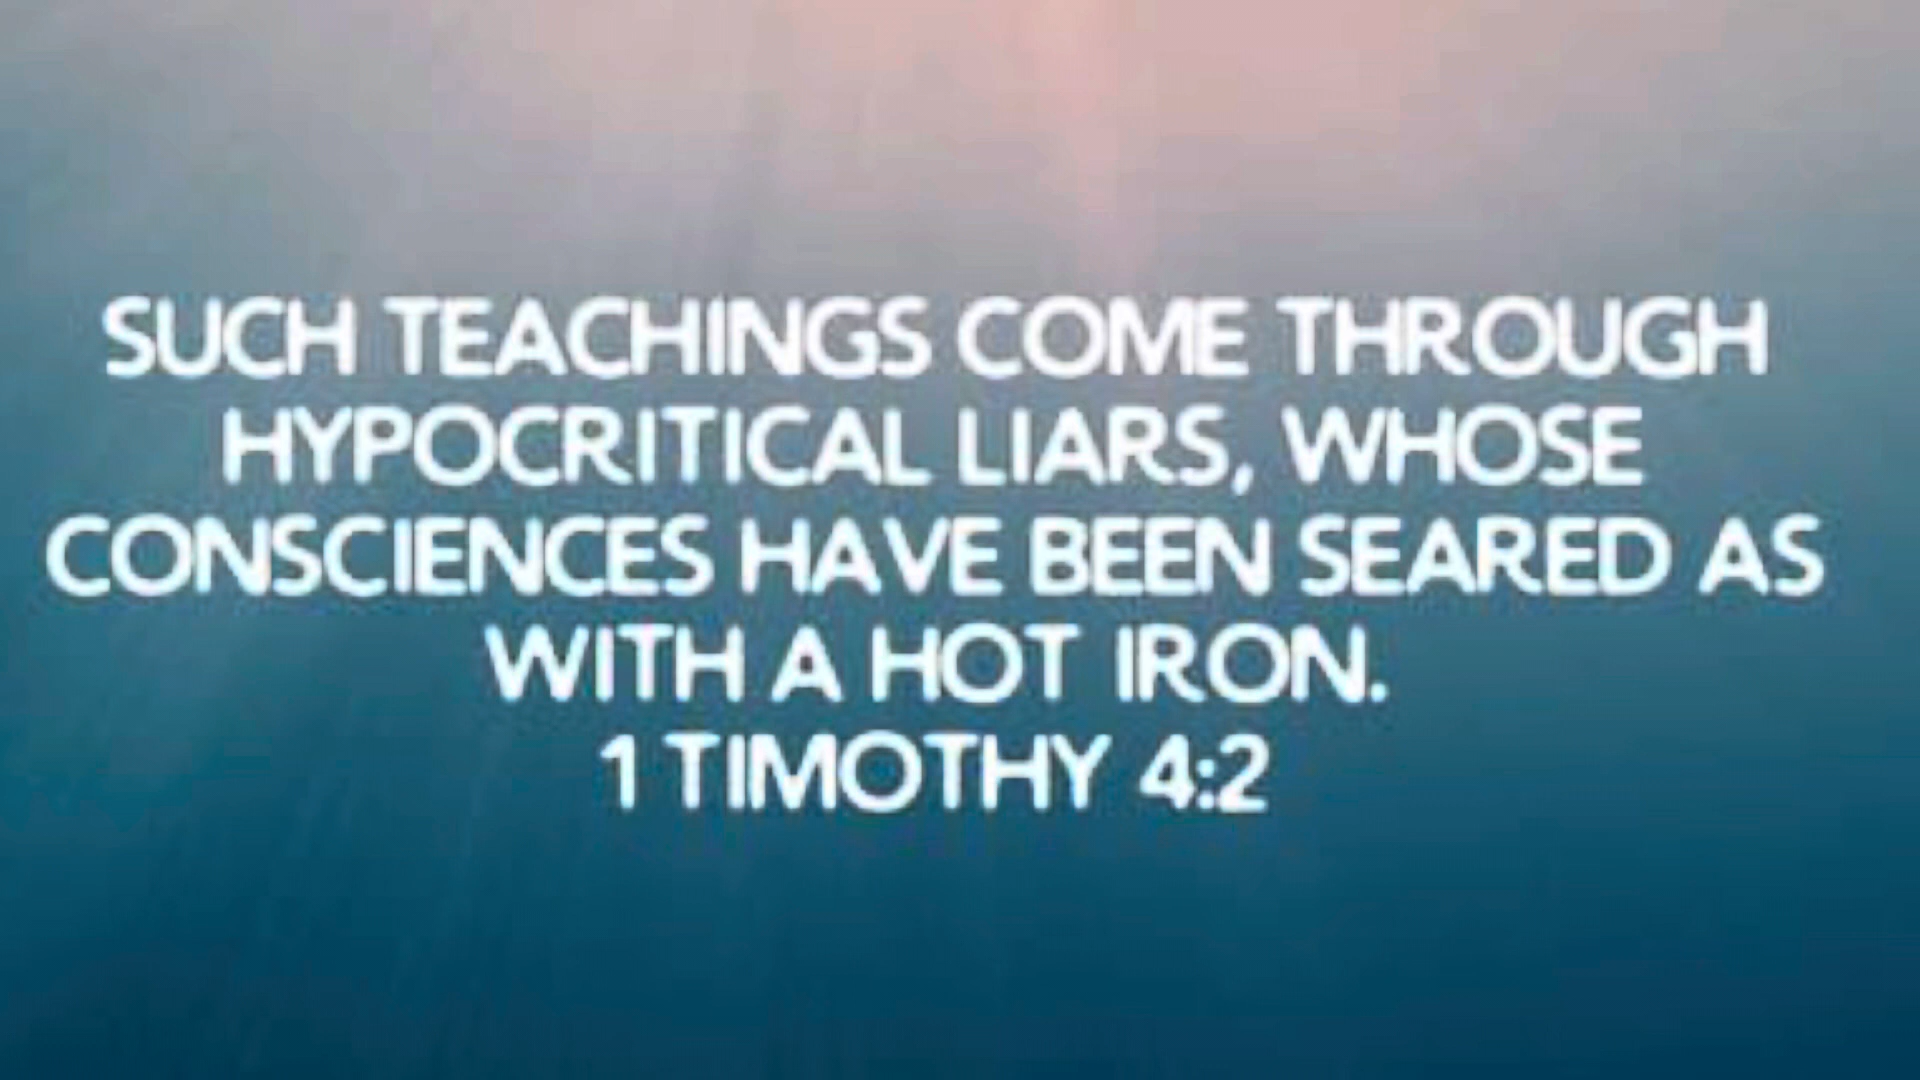 SUCH TEACHINGS COME THROUGH
HYPOCRITICAL LIARS, WHOSE
CONSCIENCES HAVE BEEN SEARED AS
WITH A HOT IRON.
1 TIMOTHY 4:2